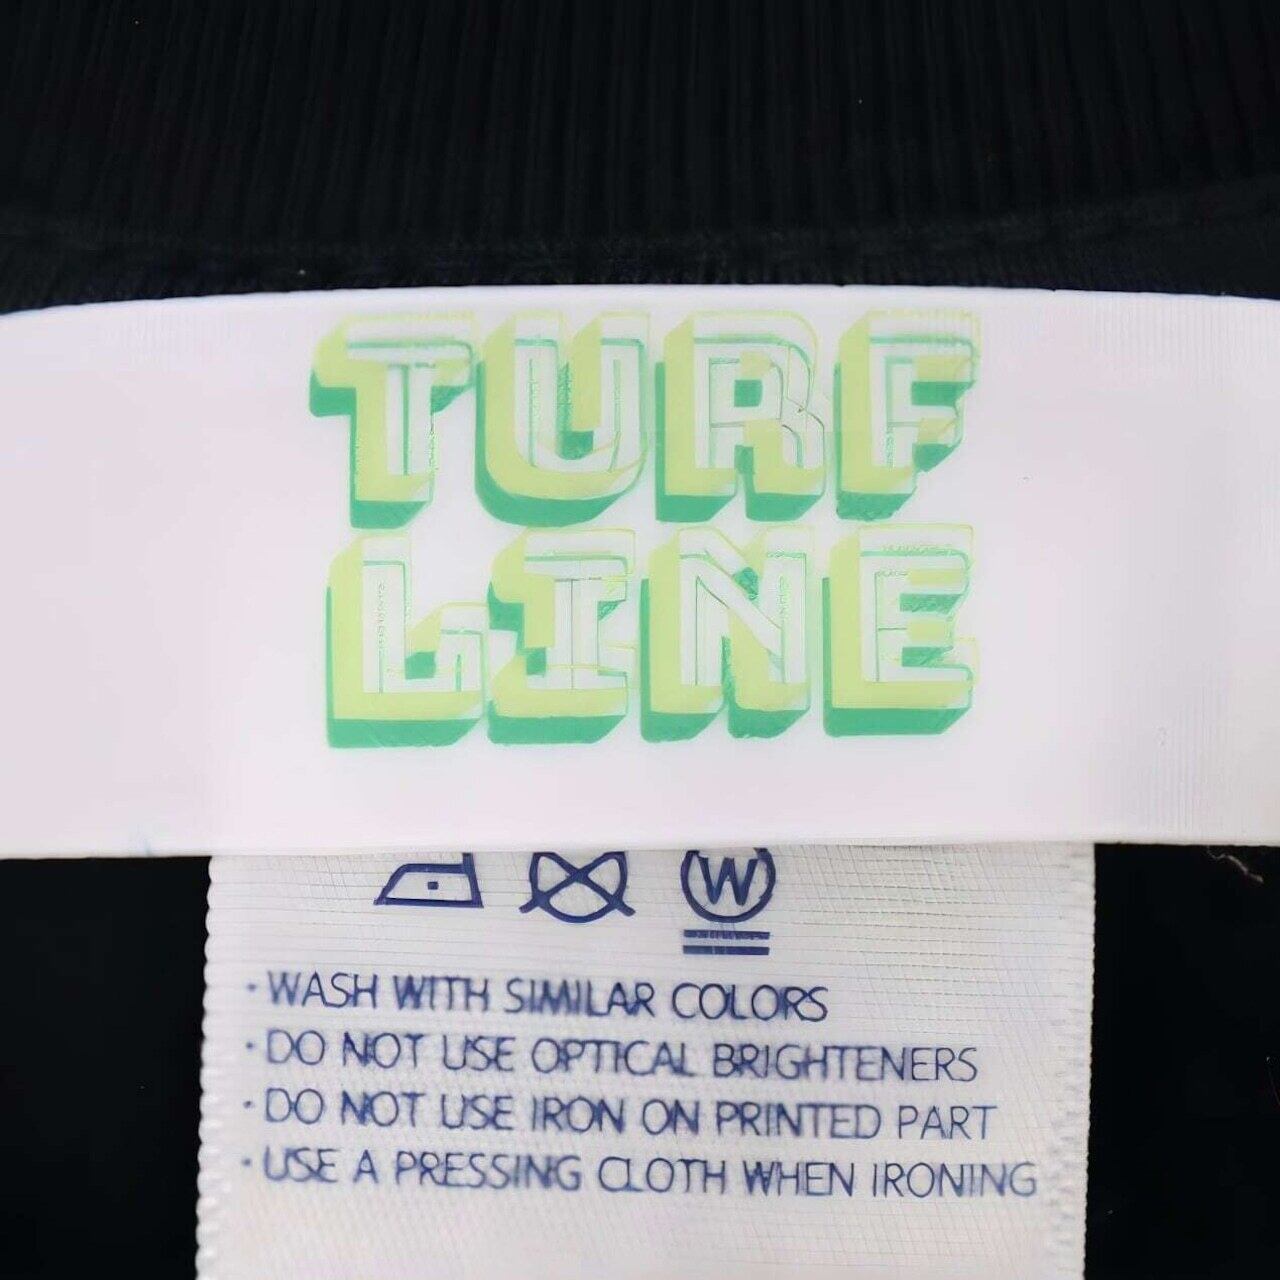 TURF
LINE
W
· WASH WITH SIMILAR COLORS
· DO NOT USE OPTICAL BRIGHTENERS
· DO NOT USE IRON ON PRINTED PART
· USE A PRESSING CLOTH WHEN IRONING